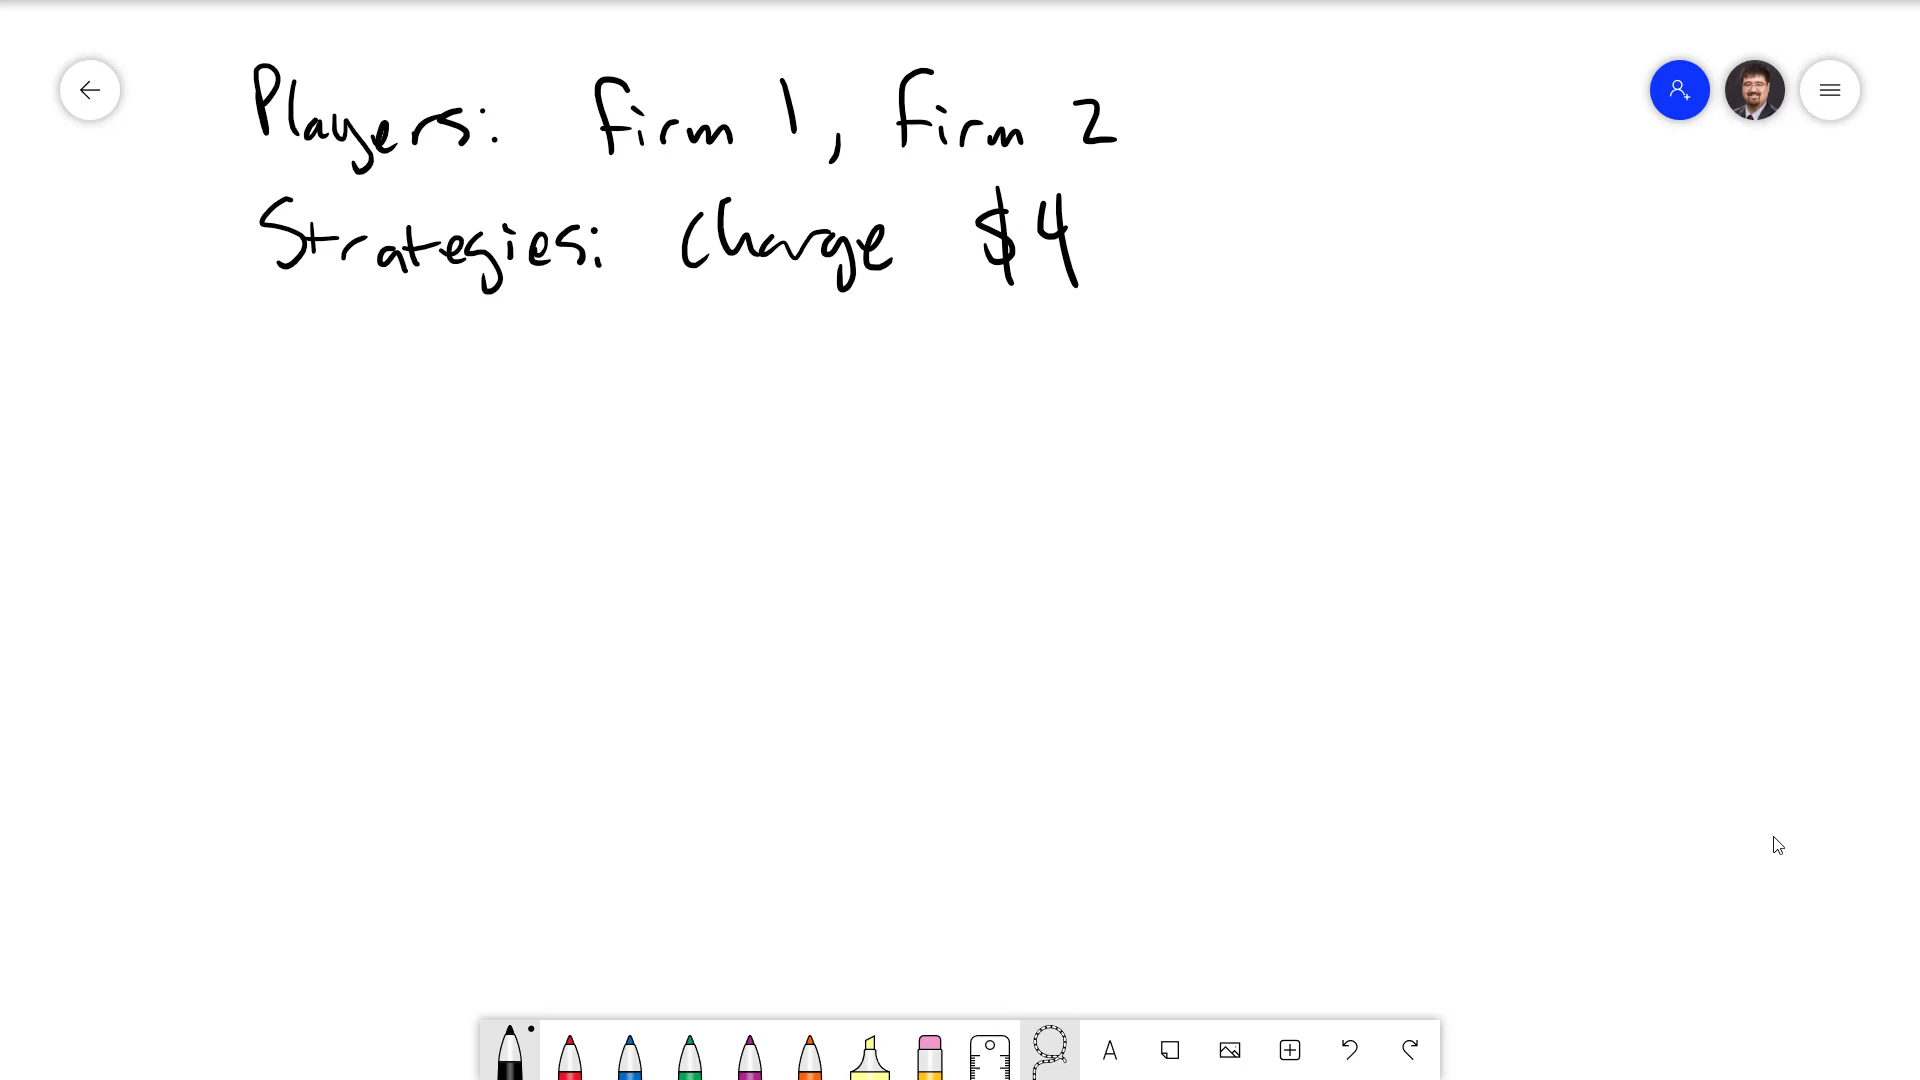 Players: Firm 1, Firm 2
Strategies: Charge $4
A